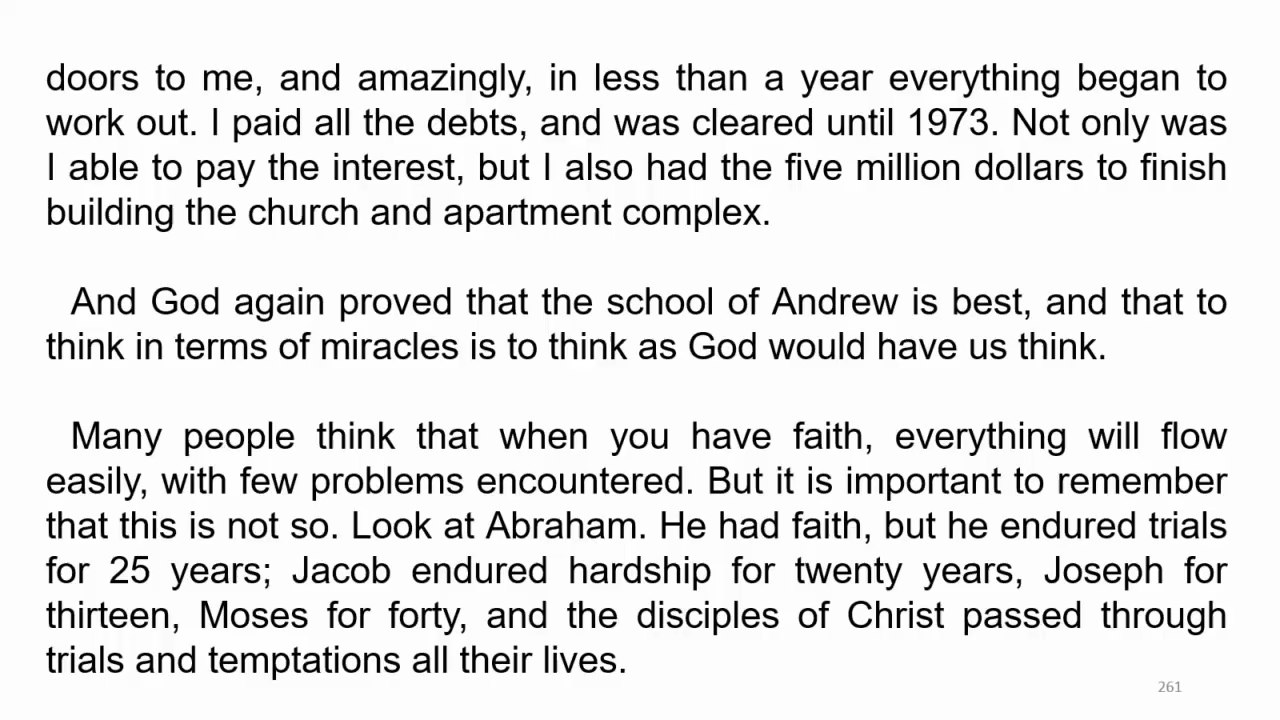 doors to me, and amazingly, in less than a year everything began to
work out. I paid all the debts, and was cleared until 1973. Not only was
I able to pay the interest, but I also had the five million dollars to finish
building the church and apartment complex.
And God again proved that the school of Andrew is best, and that to
think in terms of miracles is to think as God would have us think.
Many people think that when you have faith, everything will flow
easily, with few problems encountered. But it is important to remember
that this is not so. Look at Abraham. He had faith, but he endured trials
for 25 years; Jacob endured hardship for twenty years, Joseph for
thirteen, Moses for forty, and the disciples of Christ passed through
trials and temptations all their lives.
261